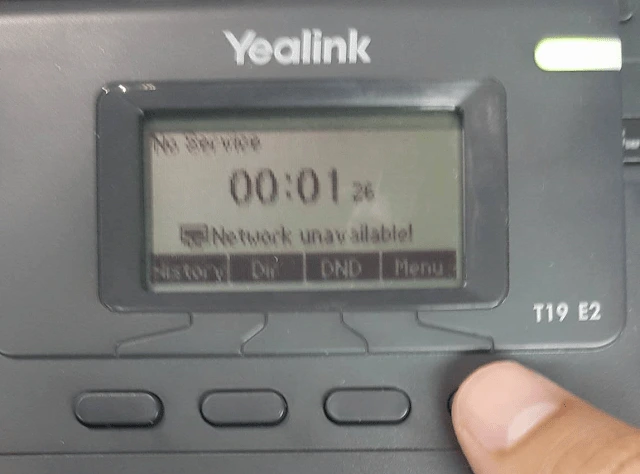 Yealink
No Service
00:01 26
Network unavailable!
History Dir DND Menu
T19 E2